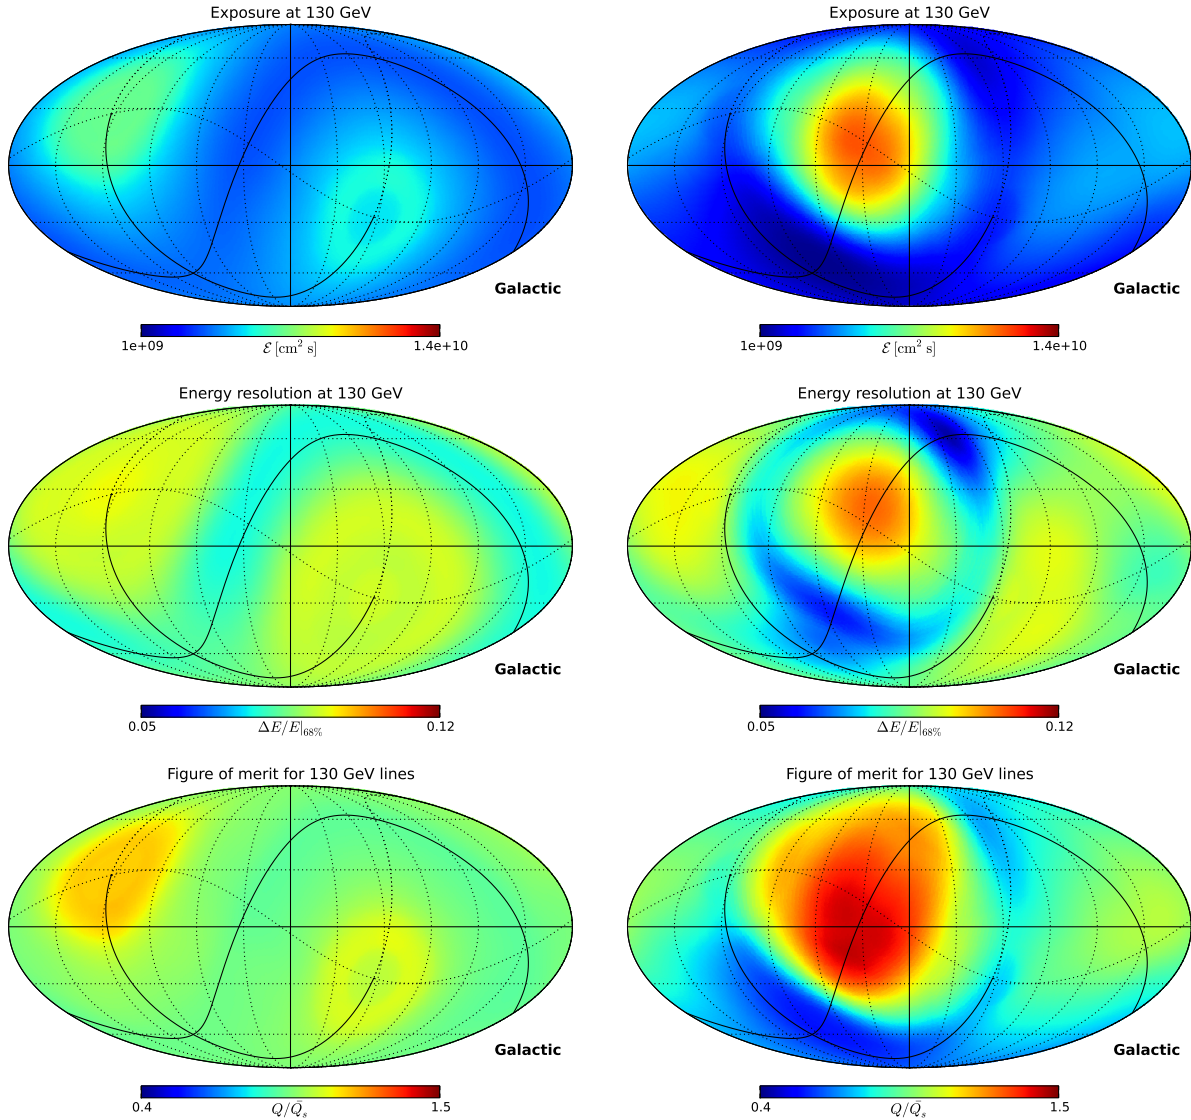 Exposure at 130 GeV
Exposure at 130 GeV
Galactic
Galactic
1e+09 ℰ [cm² s] 1.4e+10
1e+09 ℰ [cm² s] 1.4e+10
Energy resolution at 130 GeV
Energy resolution at 130 GeV
Galactic
Galactic
0.05 ΔE/E|68% 0.12
0.05 ΔE/E|68% 0.12
Figure of merit for 130 GeV lines
Figure of merit for 130 GeV lines
Galactic
Galactic
0.4 Q/Q̄ₛ 1.5
0.4 Q/Q̄ₛ 1.5